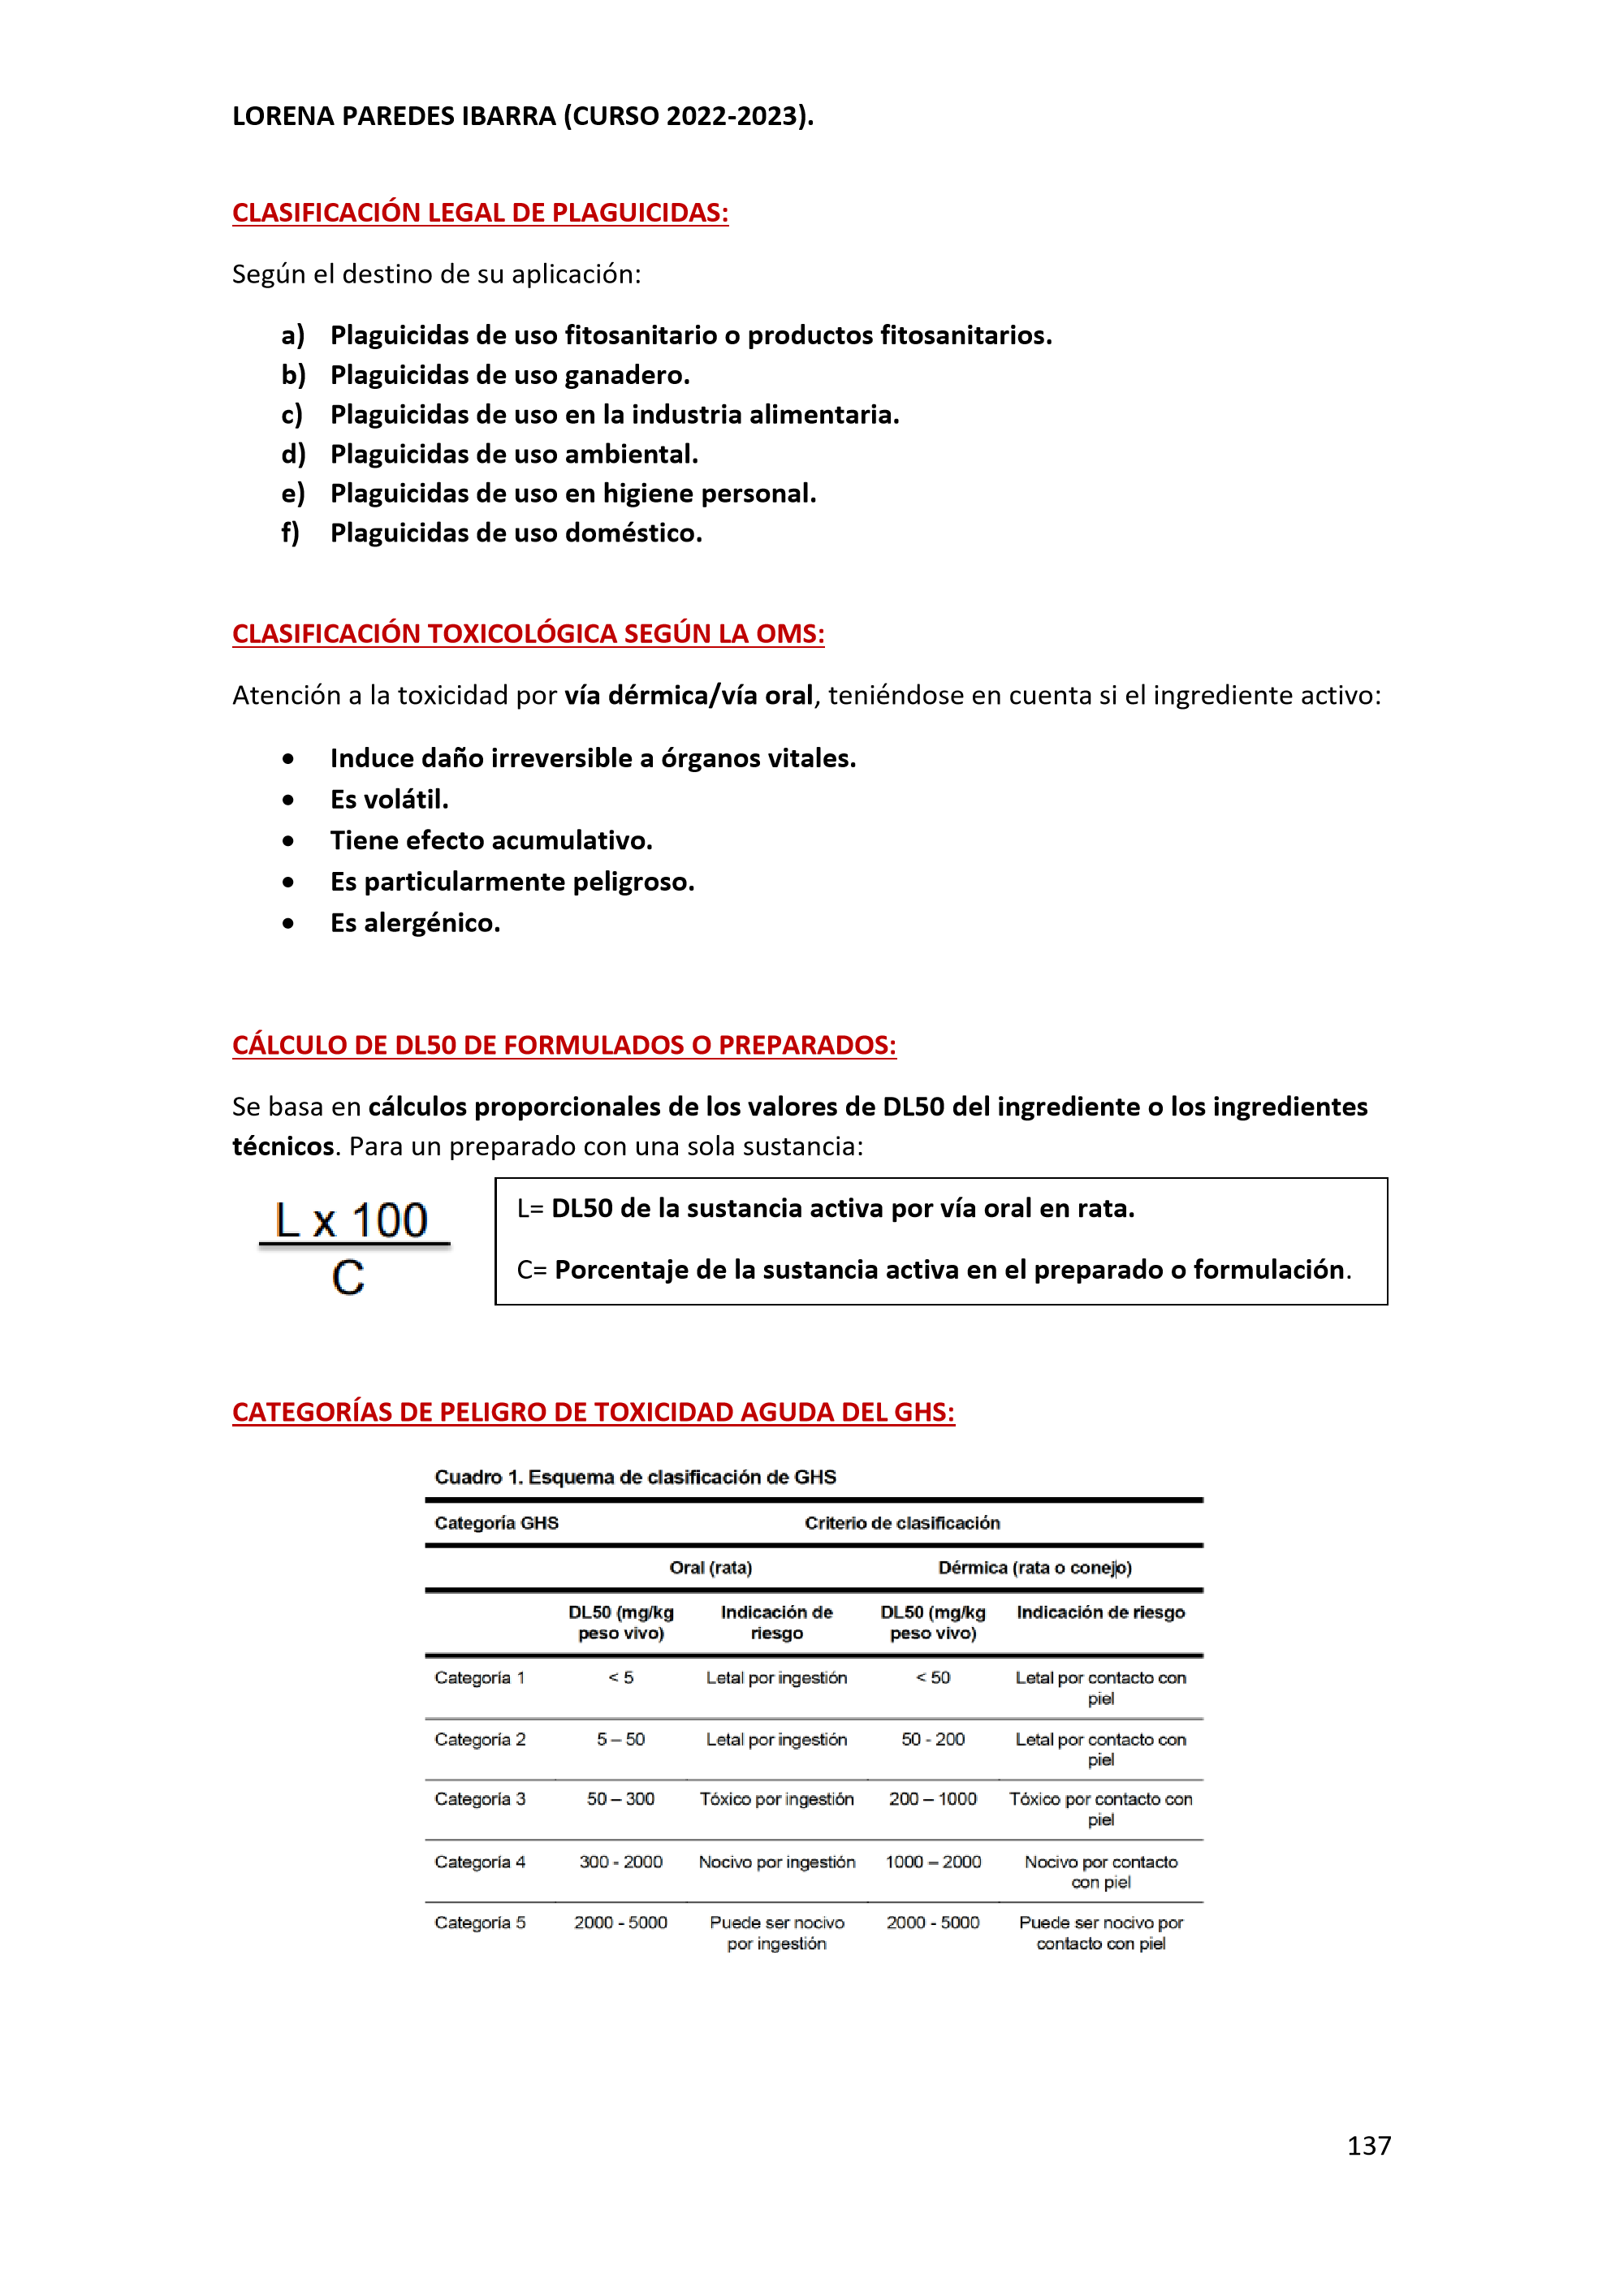 LORENA PAREDES IBARRA (CURSO 2022-2023).
CLASIFICACIÓN LEGAL DE PLAGUICIDAS:
Según el destino de su aplicación:
a) Plaguicidas de uso fitosanitario o productos fitosanitarios.
b) Plaguicidas de uso ganadero.
c) Plaguicidas de uso en la industria alimentaria.
d) Plaguicidas de uso ambiental.
e) Plaguicidas de uso en higiene personal.
f) Plaguicidas de uso doméstico.
CLASIFICACIÓN TOXICOLÓGICA SEGÚN LA OMS:
Atención a la toxicidad por vía dérmica/vía oral, teniéndose en cuenta si el ingrediente activo:
• Induce daño irreversible a órganos vitales.
• Es volátil.
• Tiene efecto acumulativo.
• Es particularmente peligroso.
• Es alergénico.
CÁLCULO DE DL50 DE FORMULADOS O PREPARADOS:
Se basa en cálculos proporcionales de los valores de DL50 del ingrediente o los ingredientes
técnicos. Para un preparado con una sola sustancia:
L x 100
C
L= DL50 de la sustancia activa por vía oral en rata.
C= Porcentaje de la sustancia activa en el preparado o formulación.
CATEGORÍAS DE PELIGRO DE TOXICIDAD AGUDA DEL GHS:
Cuadro 1. Esquema de clasificación de GHS
Categoría GHS Criterio de clasificación
Oral (rata) Dérmica (rata o conejo)
DL50 (mg/kg Indicación de DL50 (mg/kg Indicación de riesgo
peso vivo) riesgo peso vivo)
Categoría 1 < 5 Letal por ingestión < 50 Letal por contacto con
piel
Categoría 2 5 – 50 Letal por ingestión 50 - 200 Letal por contacto con
piel
Categoría 3 50 – 300 Tóxico por ingestión 200 – 1000 Tóxico por contacto con
piel
Categoría 4 300 - 2000 Nocivo por ingestión 1000 – 2000 Nocivo por contacto
con piel
Categoría 5 2000 - 5000 Puede ser nocivo 2000 - 5000 Puede ser nocivo por
por ingestión contacto con piel
137